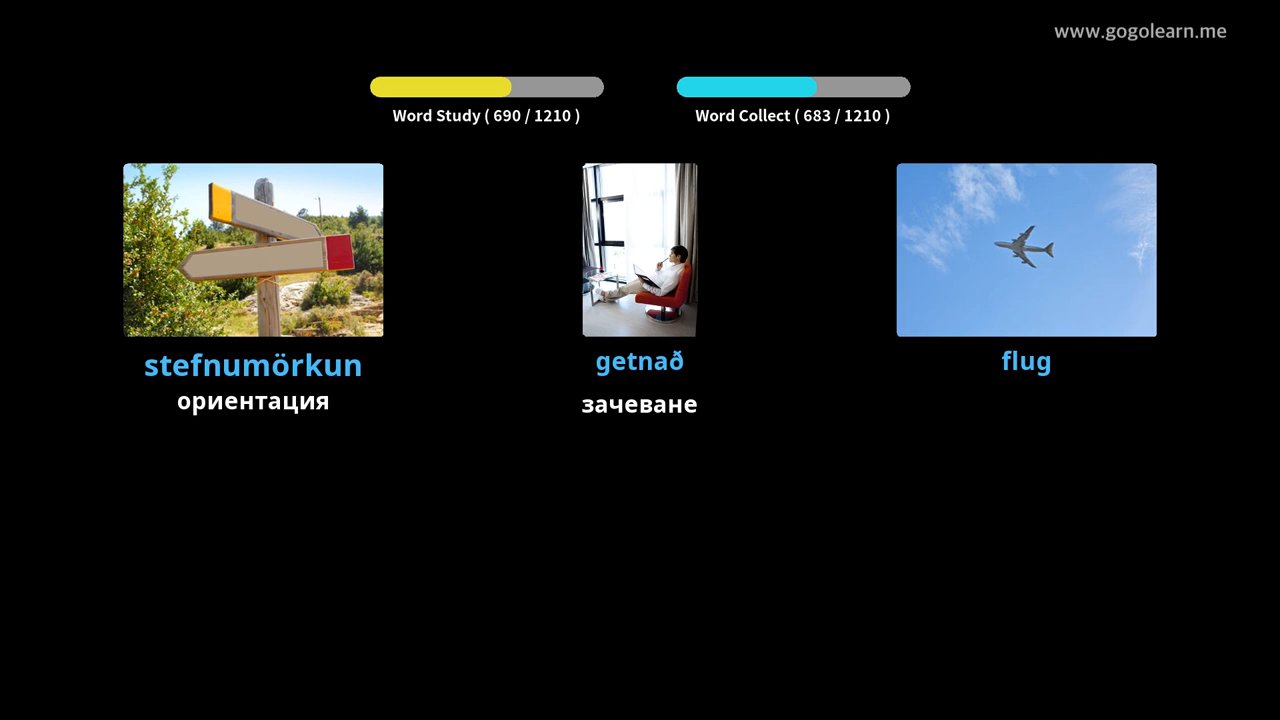 www.gogolearn.me
Word Study ( 690 / 1210 )
Word Collect ( 683 / 1210 )
stefnumörkun
ориентация
getnað
зачеване
flug